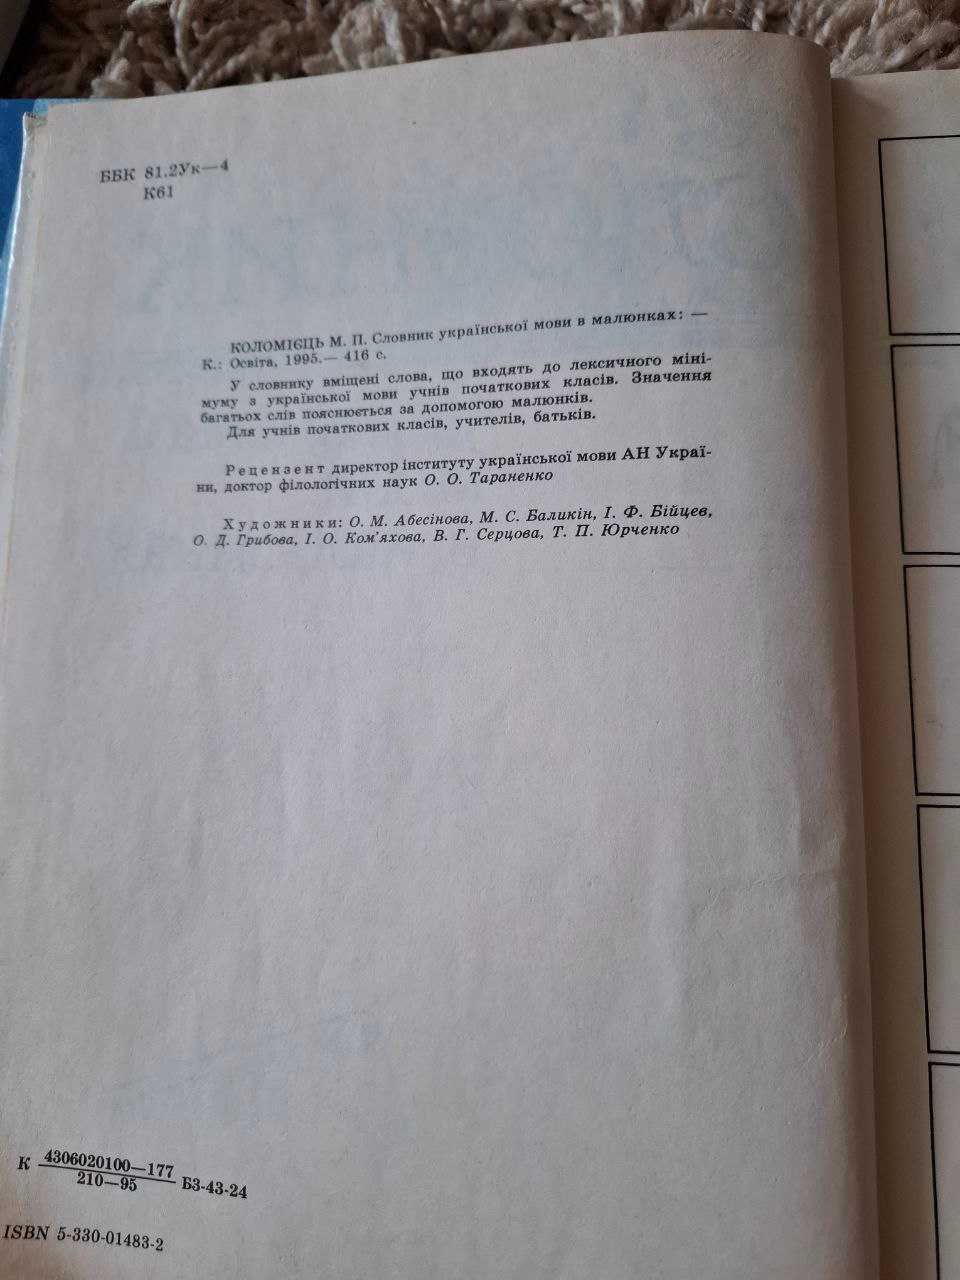 ББК 81.2Ук—4
К61
КОЛОМІЄЦЬ М. П. Словник української мови в малюнках: —
К.: Освіта, 1995.— 416 с.
У словнику вміщені слова, що входять до лексичного міні-
муму з української мови учнів початкових класів. Значення
багатьох слів пояснюється за допомогою малюнків.
Для учнів початкових класів, учителів, батьків.
Рецензент директор інституту української мови АН Украї-
ни, доктор філологічних наук О. О. Тараненко
Художники: О. М. Абесінова, М. С. Баликін, І. Ф. Бійцев,
О. Д. Грибова, І. О. Ком'яхова, В. Г. Серцова, Т. П. Юрченко
К 4306020100—177
210—95 БЗ-43-24
ISBN 5-330-01483-2